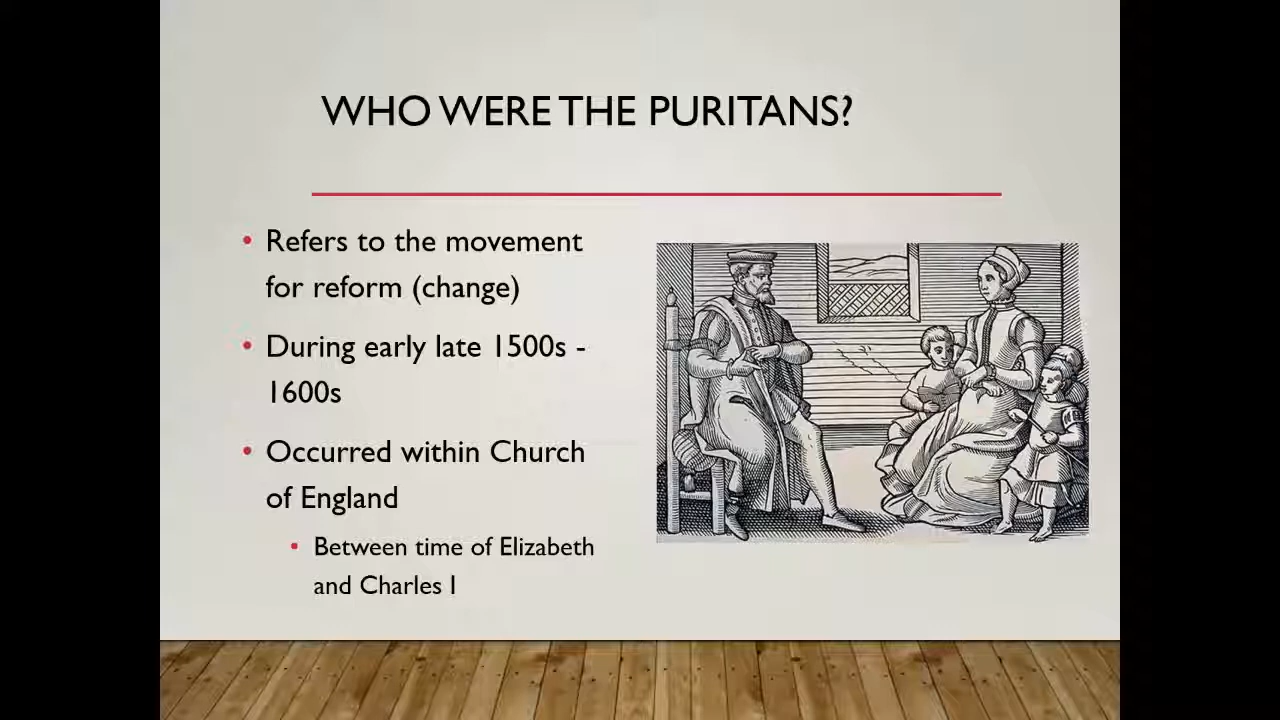 WHO WERE THE PURITANS?
• Refers to the movement
for reform (change)
• During early late 1500s -
1600s
• Occurred within Church
of England
• Between time of Elizabeth
and Charles I